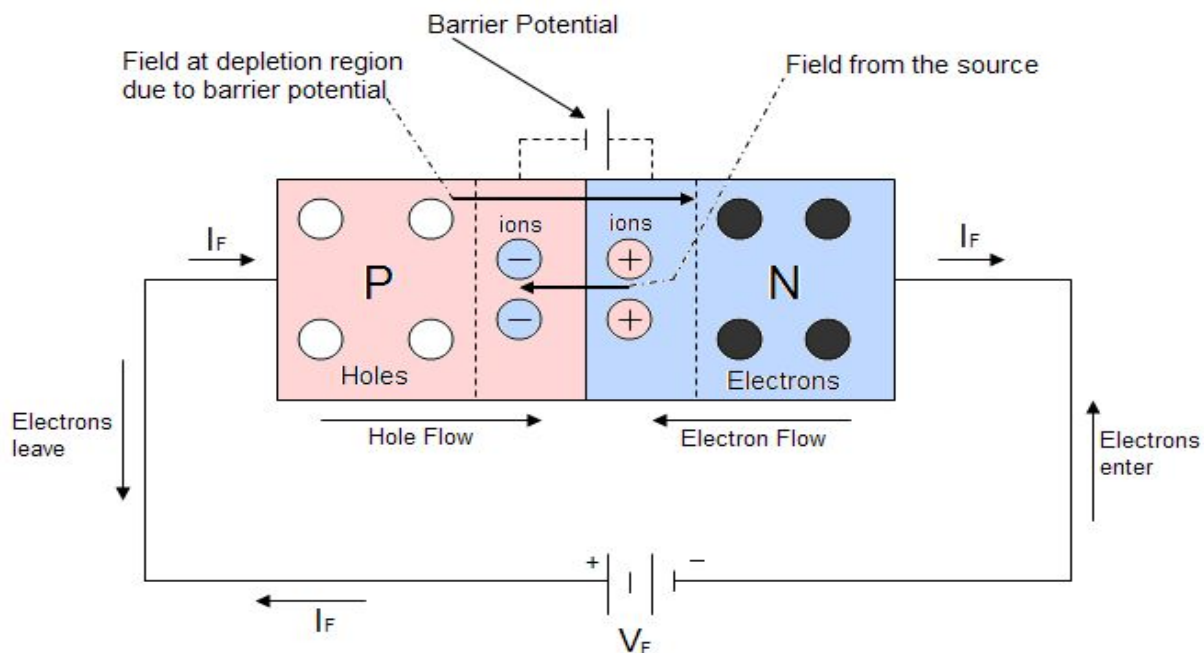 Barrier Potential
Field at depletion region
due to barrier potential
Field from the source
ions
ions
IF
IF
− +
P
N
− +
Holes
Electrons
Hole Flow
Electron Flow
Electrons
leave
Electrons
enter
+ −
IF
VF